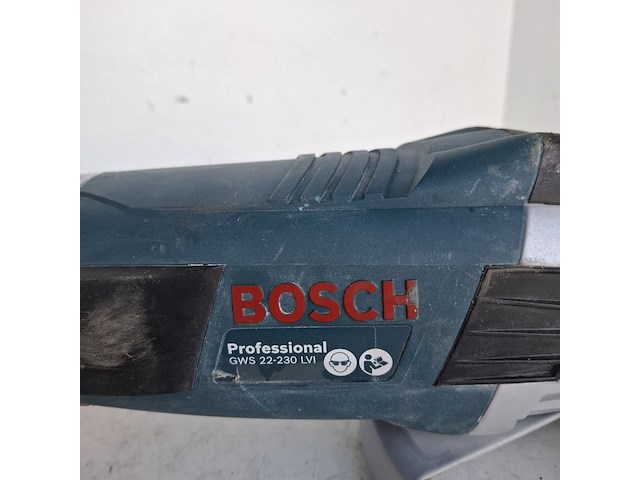 BOSCH
Professional
GWS 22-230 LVI